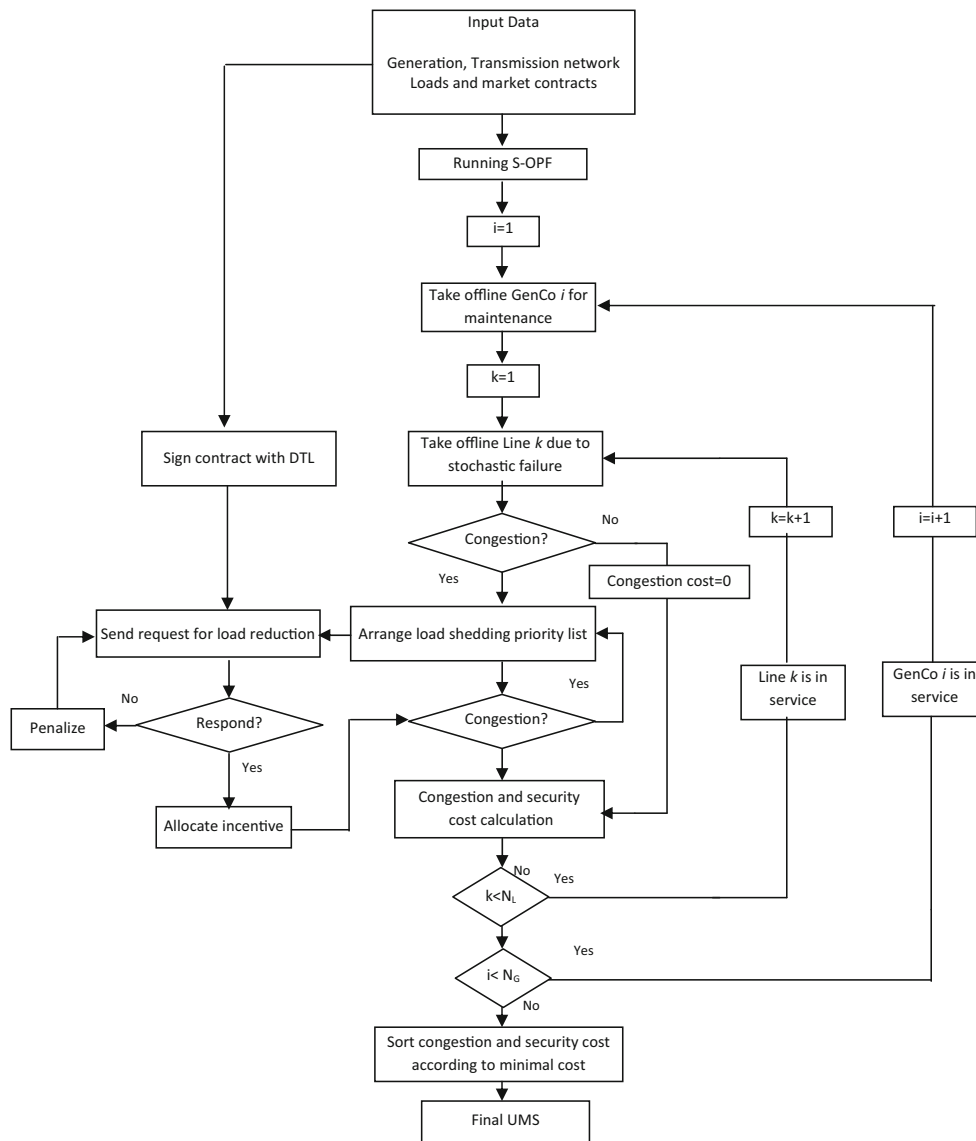 Input Data
Generation, Transmission network
Loads and market contracts
Running S-OPF
i=1
Take offline GenCo i for
maintenance
k=1
Sign contract with DTL
Take offline Line k due to
stochastic failure
k=k+1
i=i+1
Congestion?
No
Yes
Congestion cost=0
Send request for load reduction
Arrange load shedding priority list
Line k is in
service
GenCo i is in
service
Yes
No
Penalize
Respond?
Congestion?
Yes
Allocate incentive
Congestion and security
cost calculation
No
Yes
k<NL
Yes
i< NG
No
Sort congestion and security cost
according to minimal cost
Final UMS